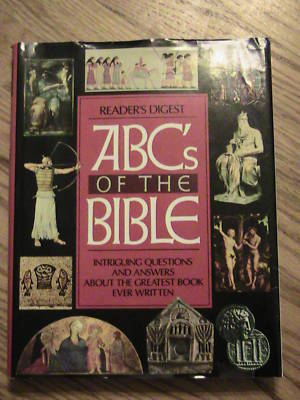 READER'S DIGEST
ABC's
OF THE
BIBLE
INTRIGUING QUESTIONS
AND ANSWERS
ABOUT THE GREATEST BOOK
EVER WRITTEN